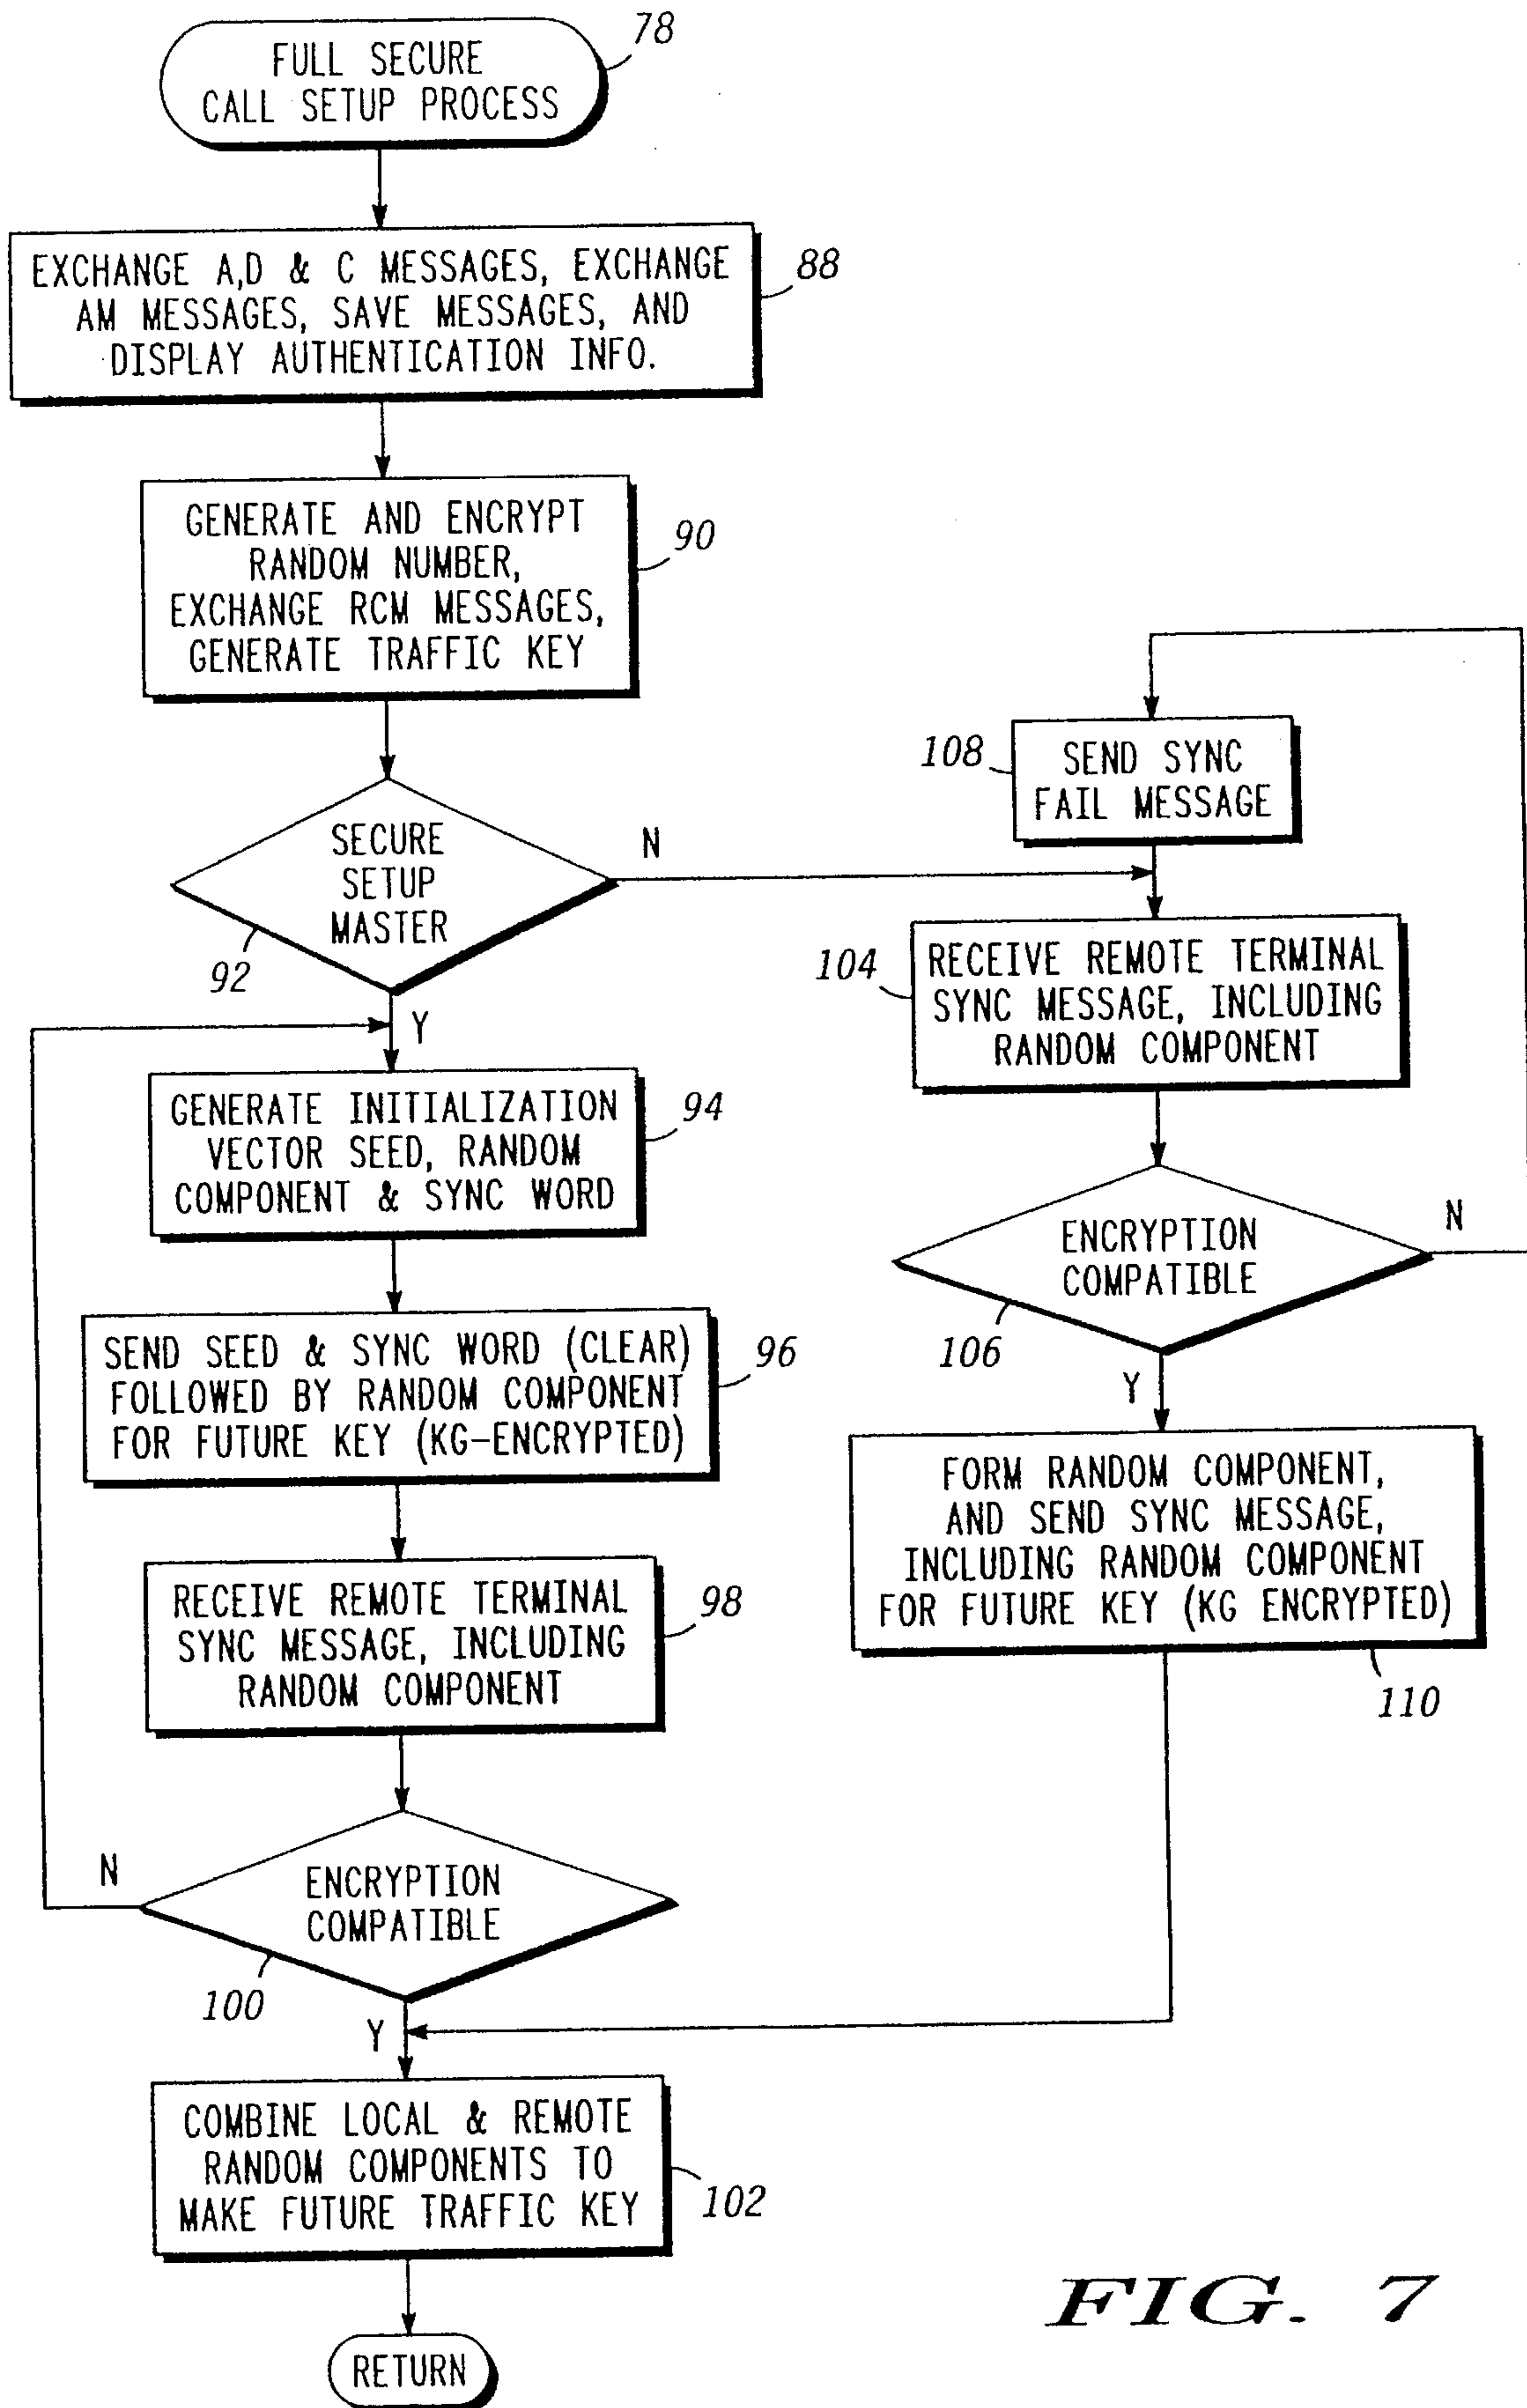 FULL SECURE
CALL SETUP PROCESS
78
EXCHANGE A,D & C MESSAGES, EXCHANGE
AM MESSAGES, SAVE MESSAGES, AND
DISPLAY AUTHENTICATION INFO.
88
GENERATE AND ENCRYPT
RANDOM NUMBER,
EXCHANGE RCM MESSAGES,
GENERATE TRAFFIC KEY
90
SECURE
SETUP
MASTER
92
N
Y
GENERATE INITIALIZATION
VECTOR SEED, RANDOM
COMPONENT & SYNC WORD
94
SEND SEED & SYNC WORD (CLEAR)
FOLLOWED BY RANDOM COMPONENT
FOR FUTURE KEY (KG-ENCRYPTED)
96
RECEIVE REMOTE TERMINAL
SYNC MESSAGE, INCLUDING
RANDOM COMPONENT
98
ENCRYPTION
COMPATIBLE
100
N
Y
COMBINE LOCAL & REMOTE
RANDOM COMPONENTS TO
MAKE FUTURE TRAFFIC KEY
102
RETURN
108
SEND SYNC
FAIL MESSAGE
104
RECEIVE REMOTE TERMINAL
SYNC MESSAGE, INCLUDING
RANDOM COMPONENT
ENCRYPTION
COMPATIBLE
106
N
Y
FORM RANDOM COMPONENT,
AND SEND SYNC MESSAGE,
INCLUDING RANDOM COMPONENT
FOR FUTURE KEY (KG ENCRYPTED)
110
FIG. 7